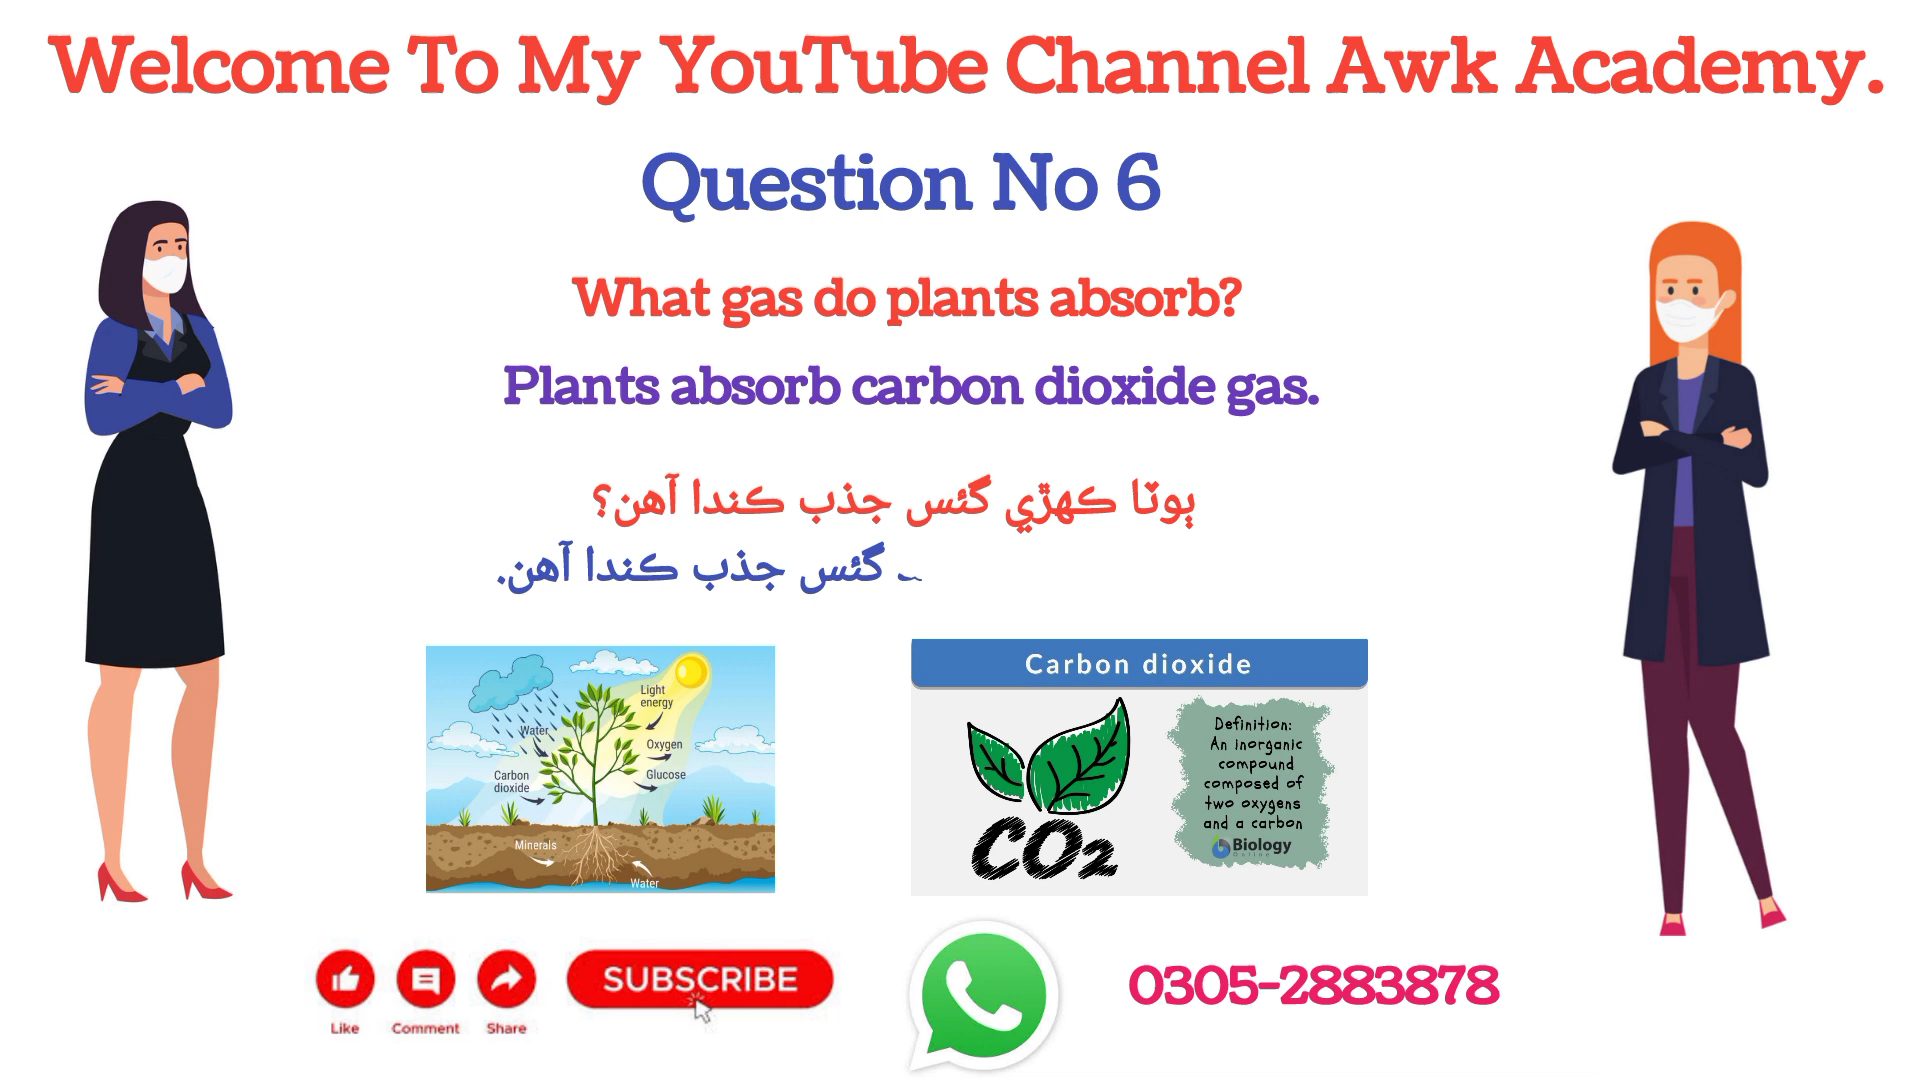 Welcome To My YouTube Channel Awk Academy.
Question No 6
What gas do plants absorb?
Plants absorb carbon dioxide gas.
ٻوٽا ڪهڙي گئس جذب ڪندا آهن؟
گئس جذب ڪندا آهن.
Light
energy
Water
Oxygen
Carbon
dioxide
Glucose
Minerals
Water
Carbon dioxide
Definition:
An inorganic
compound
composed of
two oxygens
and a carbon
CO2
Biology
Online
SUBSCRIBE
Like
Comment
Share
0305-2883878